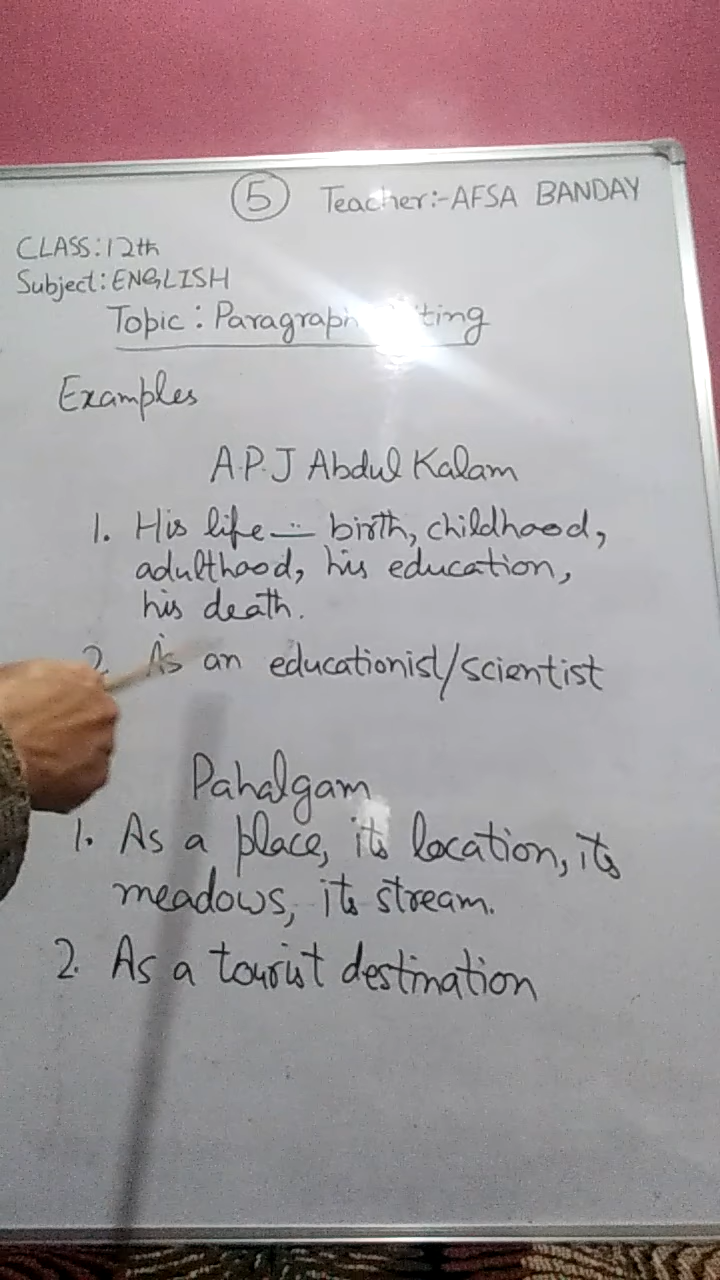 5 Teacher:-AFSA BANDAY
CLASS:12th
Subject:ENGLISH
Topic: Paragraph
Examples
A.P.J Abdul Kalam
1. His life - birth, childhood,
adulthood, his education,
his death.
2. As an educationist/scientist
Pahalgam
1. As a place, its location, its
meadows, its stream.
2. As a tourist destination